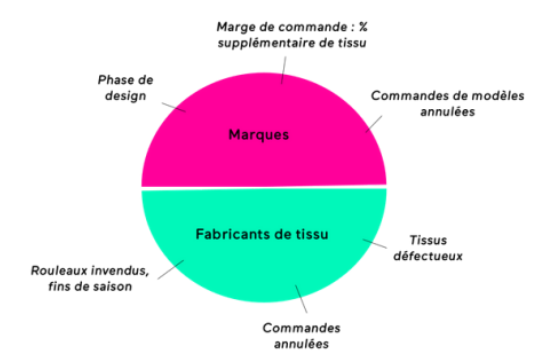 Marge de commande : %
supplémentaire de tissu
Phase de
design
Commandes de modèles
annulées
Marques
Fabricants de tissu
Tissus
défectueux
Rouleaux invendus,
fins de saison
Commandes
annulées